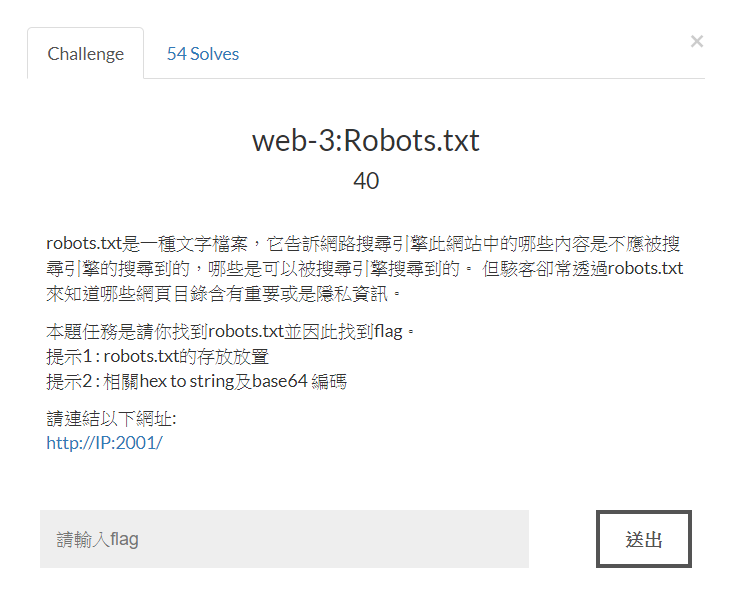 Challenge
54 Solves
×
web-3:Robots.txt
40
robots.txt是一種文字檔案，它告訴網路搜尋引擎此網站中的哪些內容是不應被搜
尋引擎的搜尋到的，哪些是可以被搜尋引擎搜尋到的。 但駭客卻常透過robots.txt
來知道哪些網頁目錄含有重要或是隱私資訊。
本題任務是請你找到robots.txt並因此找到flag。
提示1 : robots.txt的存放放置
提示2 : 相關hex to string及base64 編碼
請連結以下網址:
http://IP:2001/
請輸入flag
送出